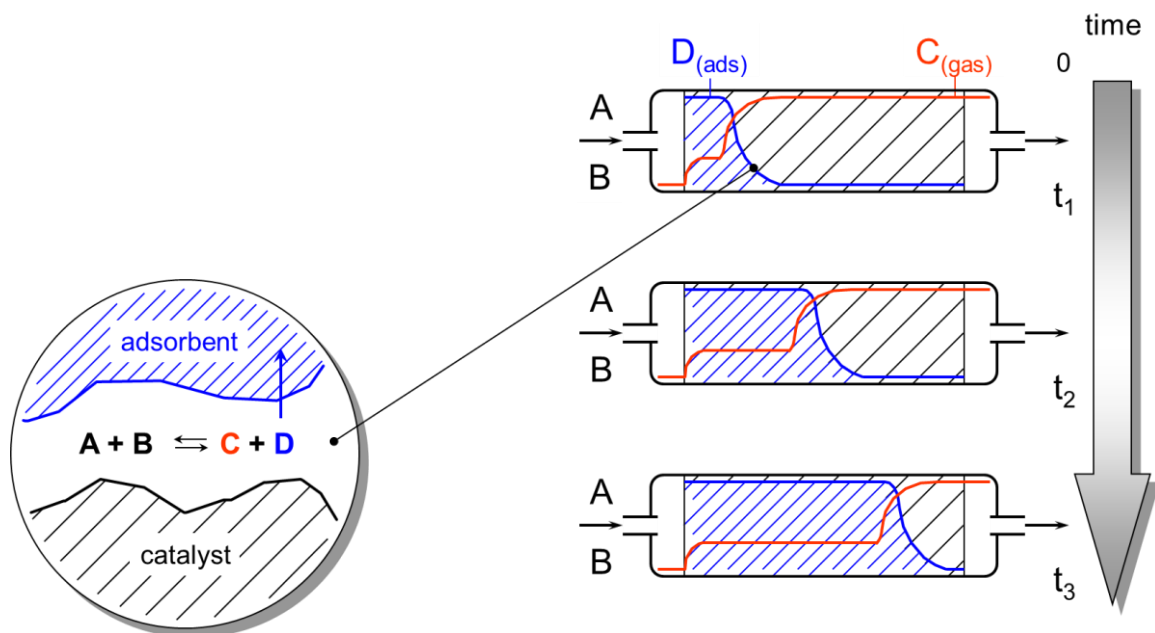 time
0
D(ads)
C(gas)
A
B
t1
A
B
t2
A
B
t3
adsorbent
A + B ⇌ C + D
catalyst